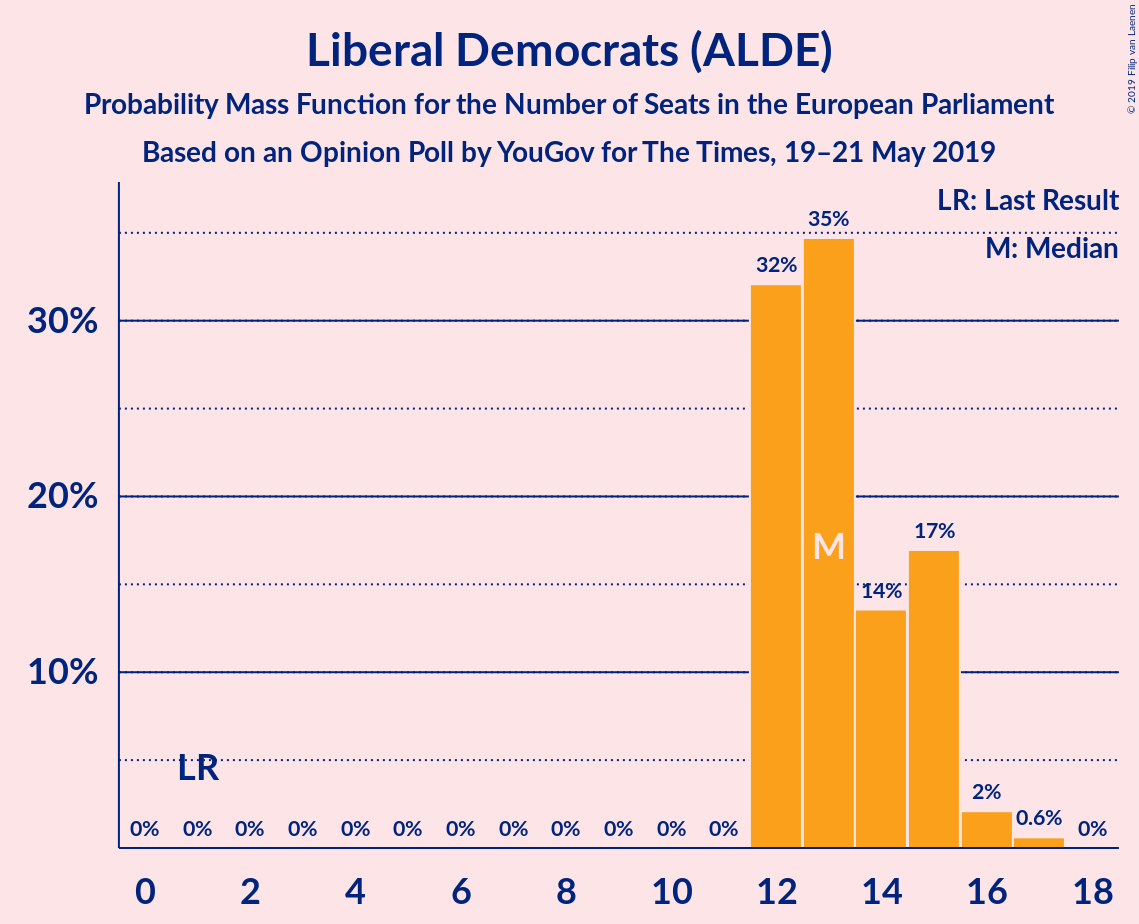 Liberal Democrats (ALDE)
Probability Mass Function for the Number of Seats in the European Parliament
Based on an Opinion Poll by YouGov for The Times, 19–21 May 2019
© 2019 Filip van Laenen
LR: Last Result
M: Median
30%
20%
10%
LR
M
0% 0% 0% 0% 0% 0% 0% 0% 0% 0% 0% 0% 32% 35% 14% 17% 2% 0.6% 0%
0 2 4 6 8 10 12 14 16 18